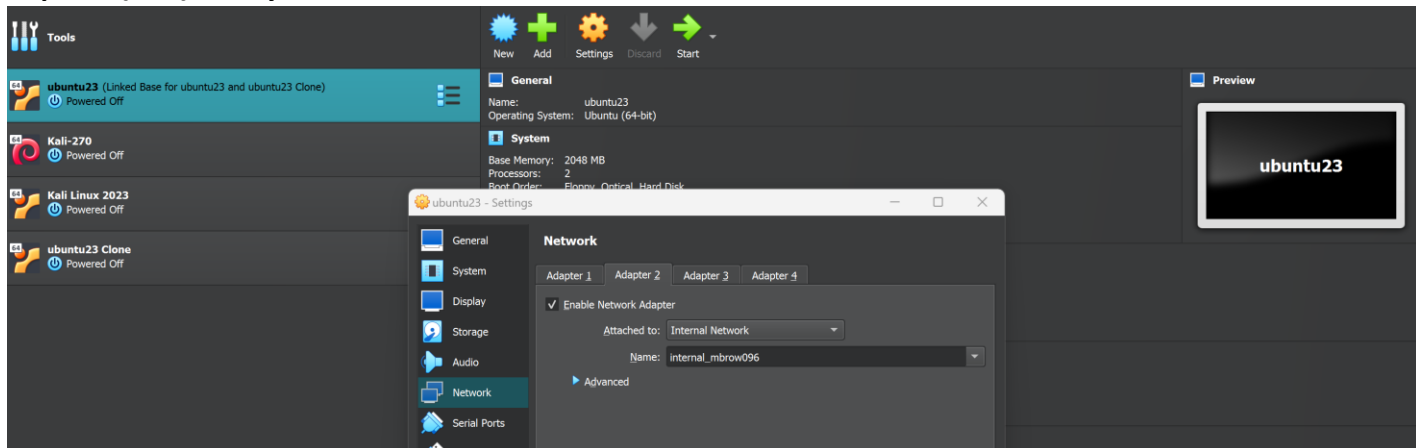 Tools
New Add Settings Discard Start
64 ubuntu23 (Linked Base for ubuntu23 and ubuntu23 Clone)
Powered Off
64 Kali-270
Powered Off
64 Kali Linux 2023
Powered Off
64 ubuntu23 Clone
Powered Off
General
Name: ubuntu23
Operating System: Ubuntu (64-bit)
System
Base Memory: 2048 MB
Processors: 2
Boot Order: Floppy, Optical, Hard Disk
Preview
ubuntu23
ubuntu23 - Settings
General
System
Display
Storage
Audio
Network
Serial Ports
Network
Adapter 1 Adapter 2 Adapter 3 Adapter 4
Enable Network Adapter
Attached to: Internal Network
Name: internal_mbrow096
Advanced